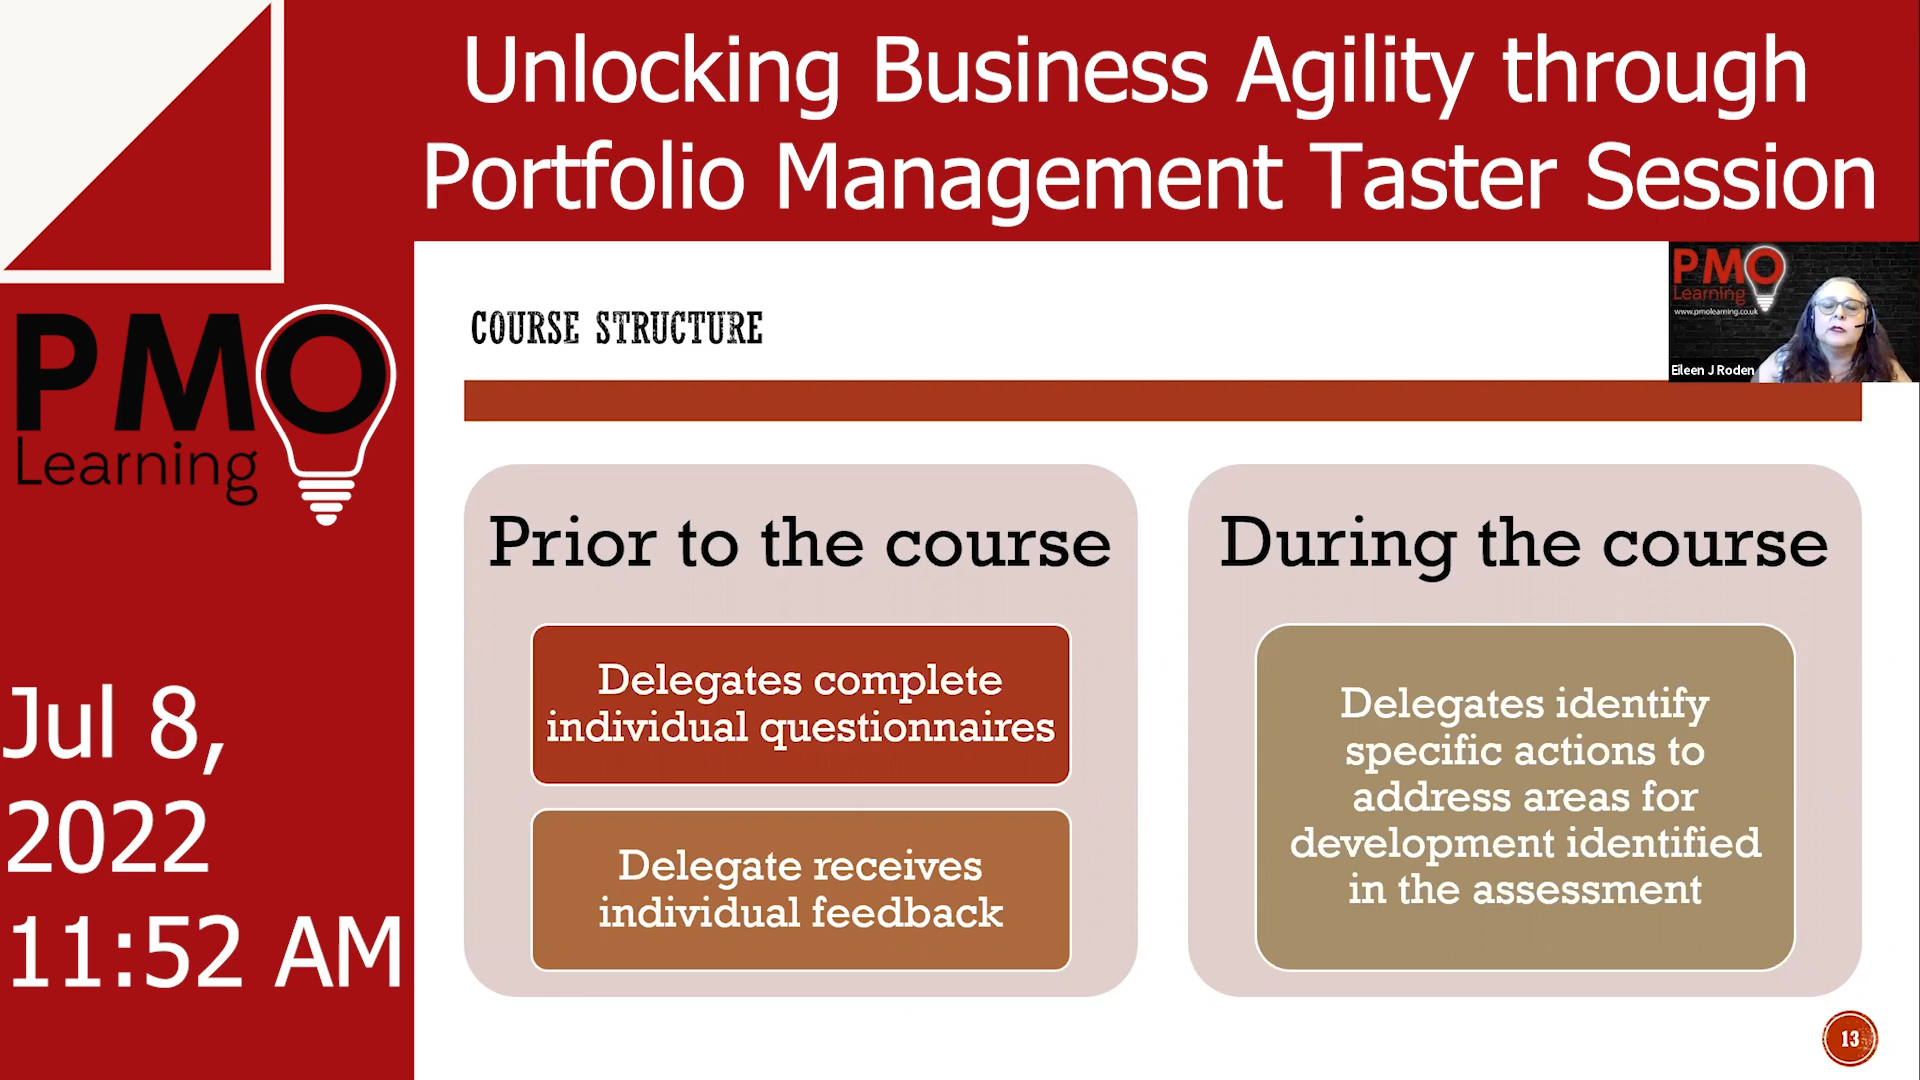 Unlocking Business Agility through
Portfolio Management Taster Session
PMO
Learning
Jul 8,
2022
11:52 AM
COURSE STRUCTURE
PMO
Learning
www.pmolearning.co.uk
Eileen J Roden
Prior to the course
Delegates complete
individual questionnaires
Delegate receives
individual feedback
During the course
Delegates identify
specific actions to
address areas for
development identified
in the assessment
13